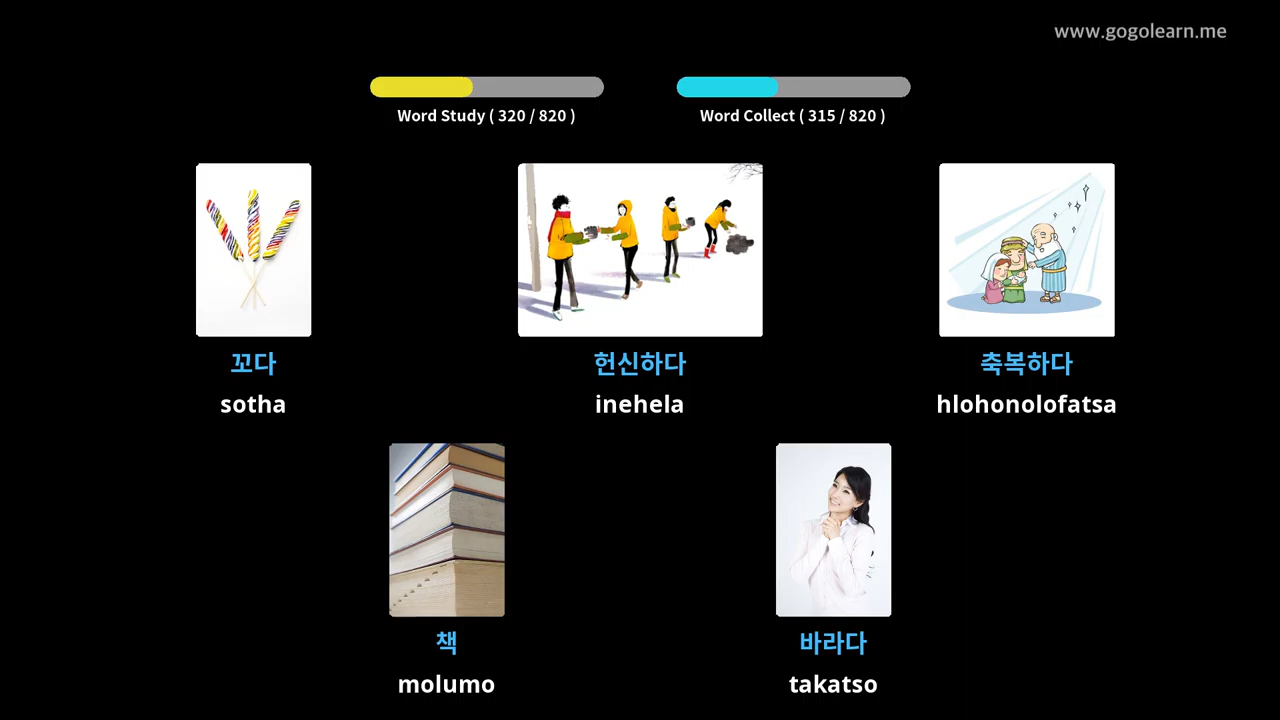 www.gogolearn.me
Word Study ( 320 / 820 )
Word Collect ( 315 / 820 )
꼬다
헌신하다
축복하다
sotha
inehela
hlohonolofatsa
책
바라다
molumo
takatso